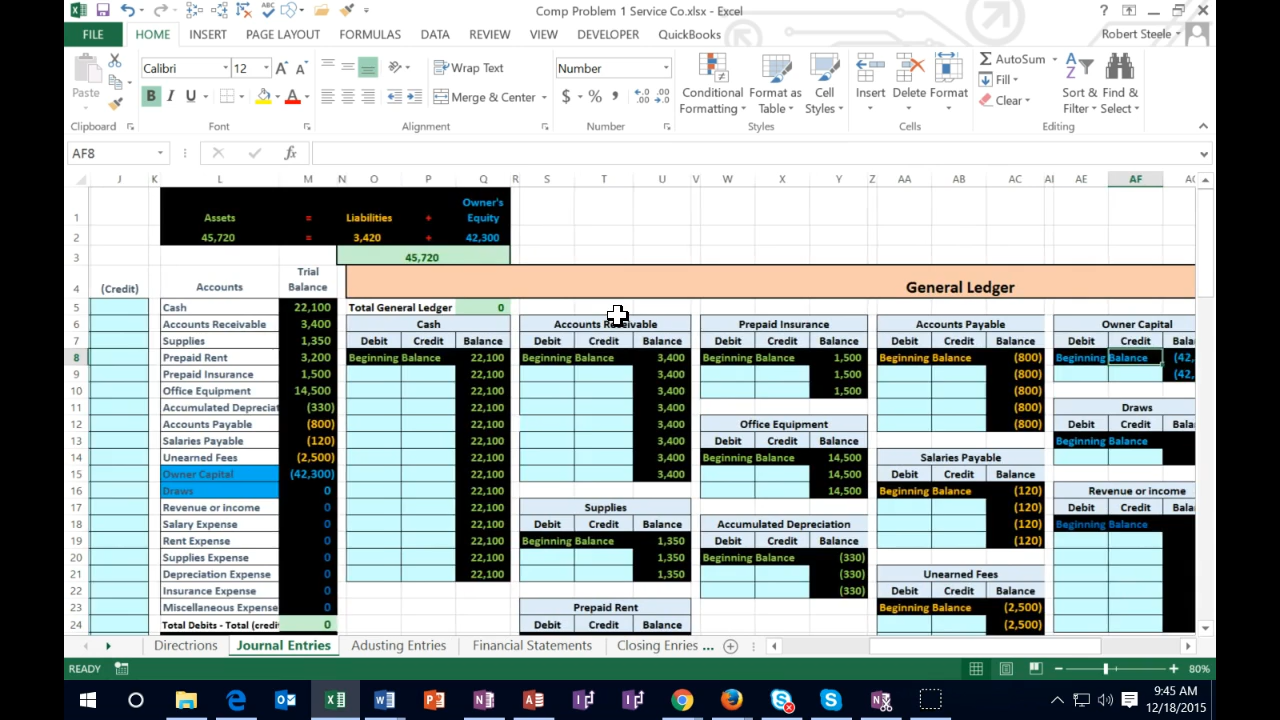 Comp Problem 1 Service Co.xlsx - Excel
FILE HOME INSERT PAGE LAYOUT FORMULAS DATA REVIEW VIEW DEVELOPER QuickBooks Robert Steele
Paste Calibri 12 Wrap Text Number Conditional Format as Cell Insert Delete Format AutoSum Sort & Find &
B I U Merge & Center $ % Formatting Table Styles Fill Clear Filter Select
Clipboard Font Alignment Number Styles Cells Editing
AF8 fx
J K L M N O P Q R S T U V W X Y Z AA AB AC AE AF
Owner's
1 Assets = Liabilities + Equity
2 45,720 = 3,420 + 42,300
3 45,720
Trial
4 (Credit) Accounts Balance General Ledger
5 Cash 22,100 Total General Ledger 0
6 Accounts Receivable 3,400 Cash Accounts Receivable Prepaid Insurance Accounts Payable Owner Capital
7 Supplies 1,350 Debit Credit Balance Debit Credit Balance Debit Credit Balance Debit Credit Balance Debit Credit Bala
8 Prepaid Rent 3,200 Beginning Balance 22,100 Beginning Balance 3,400 Beginning Balance 1,500 Beginning Balance (800) Beginning Balance (42,
9 Prepaid Insurance 1,500 22,100 3,400 1,500 (800) (42,
10 Office Equipment 14,500 22,100 3,400 1,500 (800)
11 Accumulated Depreciat (330) 22,100 3,400 (800) Draws
12 Accounts Payable (800) 22,100 3,400 Office Equipment (800) Debit Credit Bala
13 Salaries Payable (120) 22,100 3,400 Debit Credit Balance Beginning Balance
14 Unearned Fees (2,500) 22,100 3,400 Beginning Balance 14,500 Salaries Payable
15 Owner Capital (42,300) 22,100 3,400 14,500 Debit Credit Balance
16 Draws 0 22,100 14,500 Beginning Balance (120) Revenue or income
17 Revenue or income 0 22,100 Supplies (120) Debit Credit Bala
18 Salary Expense 0 22,100 Debit Credit Balance Accumulated Depreciation (120) Beginning Balance
19 Rent Expense 0 22,100 Beginning Balance 1,350 Debit Credit Balance (120)
20 Supplies Expense 0 22,100 1,350 Beginning Balance (330)
21 Depreciation Expense 0 22,100 1,350 (330) Unearned Fees
22 Insurance Expense 0 (330) Debit Credit Balance
23 Miscellaneous Expense 0 Prepaid Rent Beginning Balance (2,500)
24 Total Debits - Total (credit 0 Debit Credit Balance (2,500)
Directions Journal Entries Adusting Entries Financial Statements Closing Enries ...
READY 80%
9:45 AM
12/18/2015